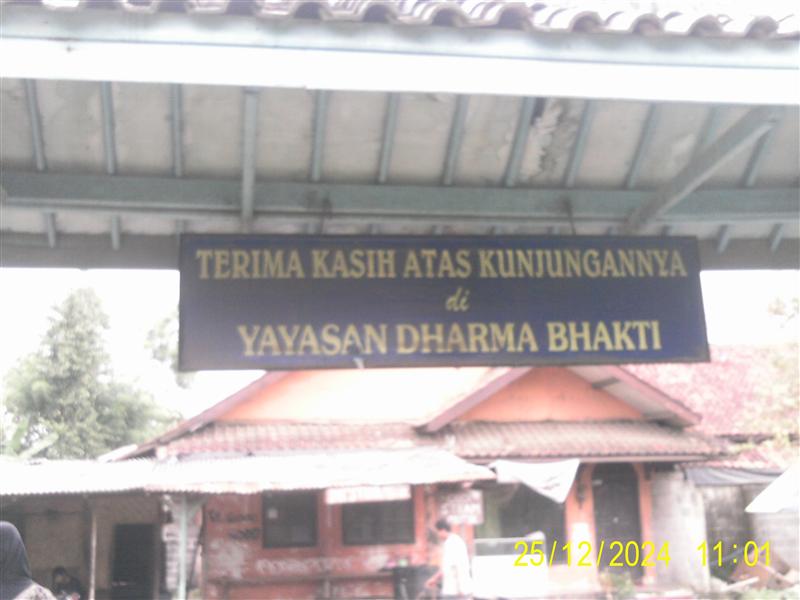 TERIMA KASIH ATAS KUNJUNGANNYA
di
YAYASAN DHARMA BHAKTI
25/12/2024 11:01